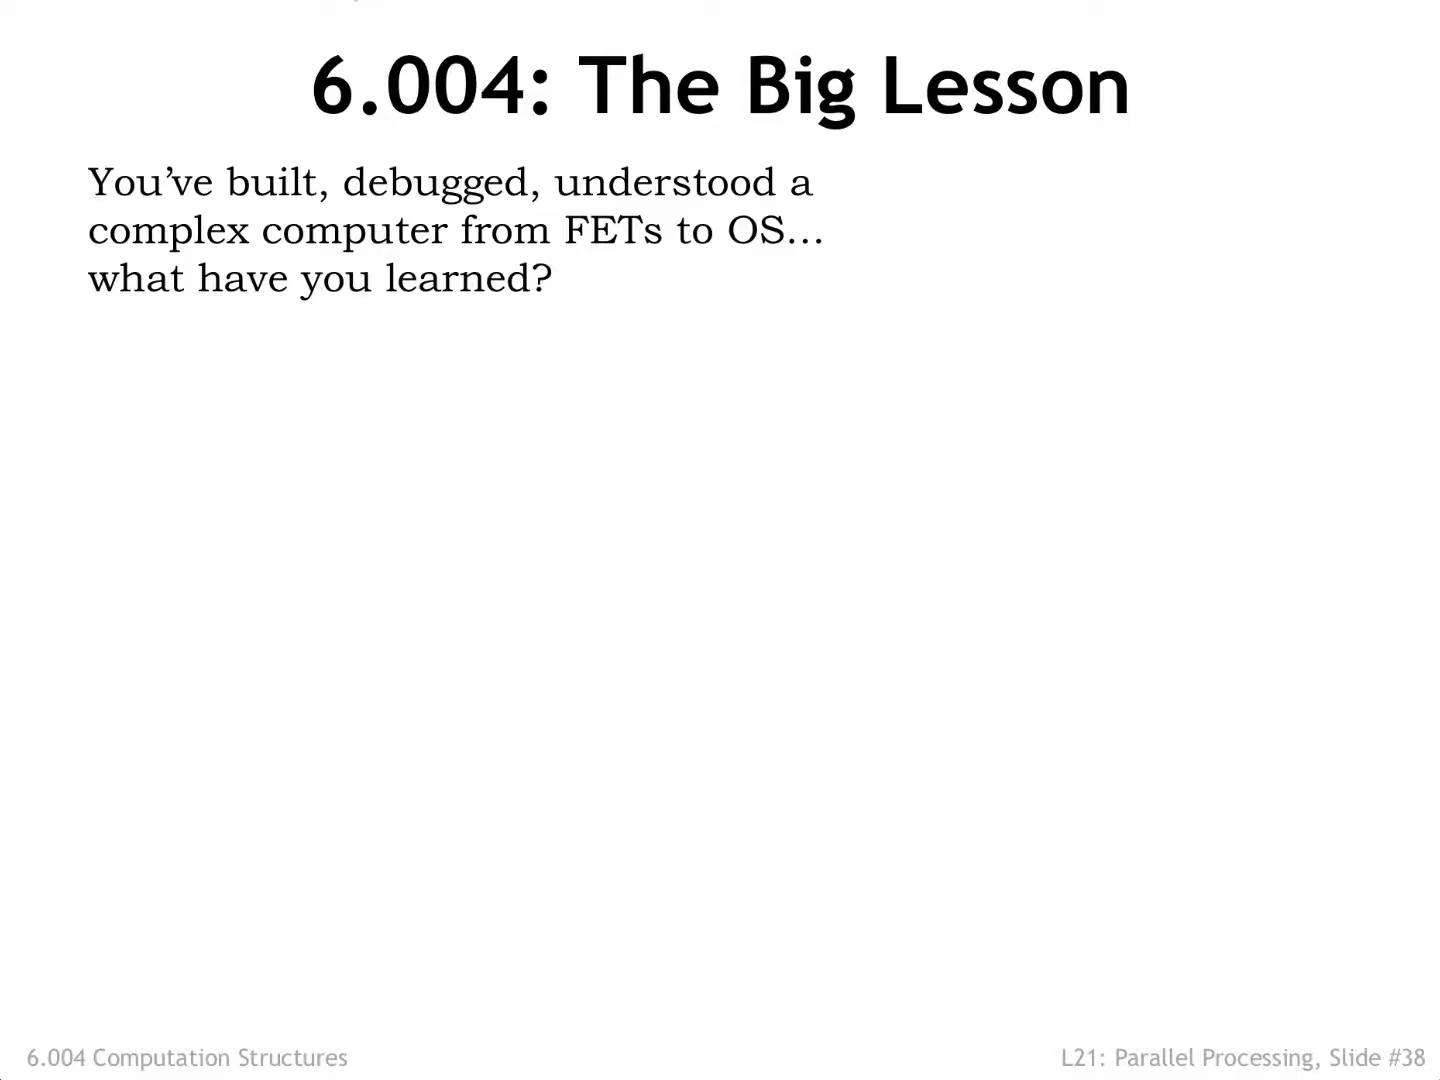 6.004: The Big Lesson
You’ve built, debugged, understood a
complex computer from FETs to OS…
what have you learned?
6.004 Computation Structures
L21: Parallel Processing, Slide #38